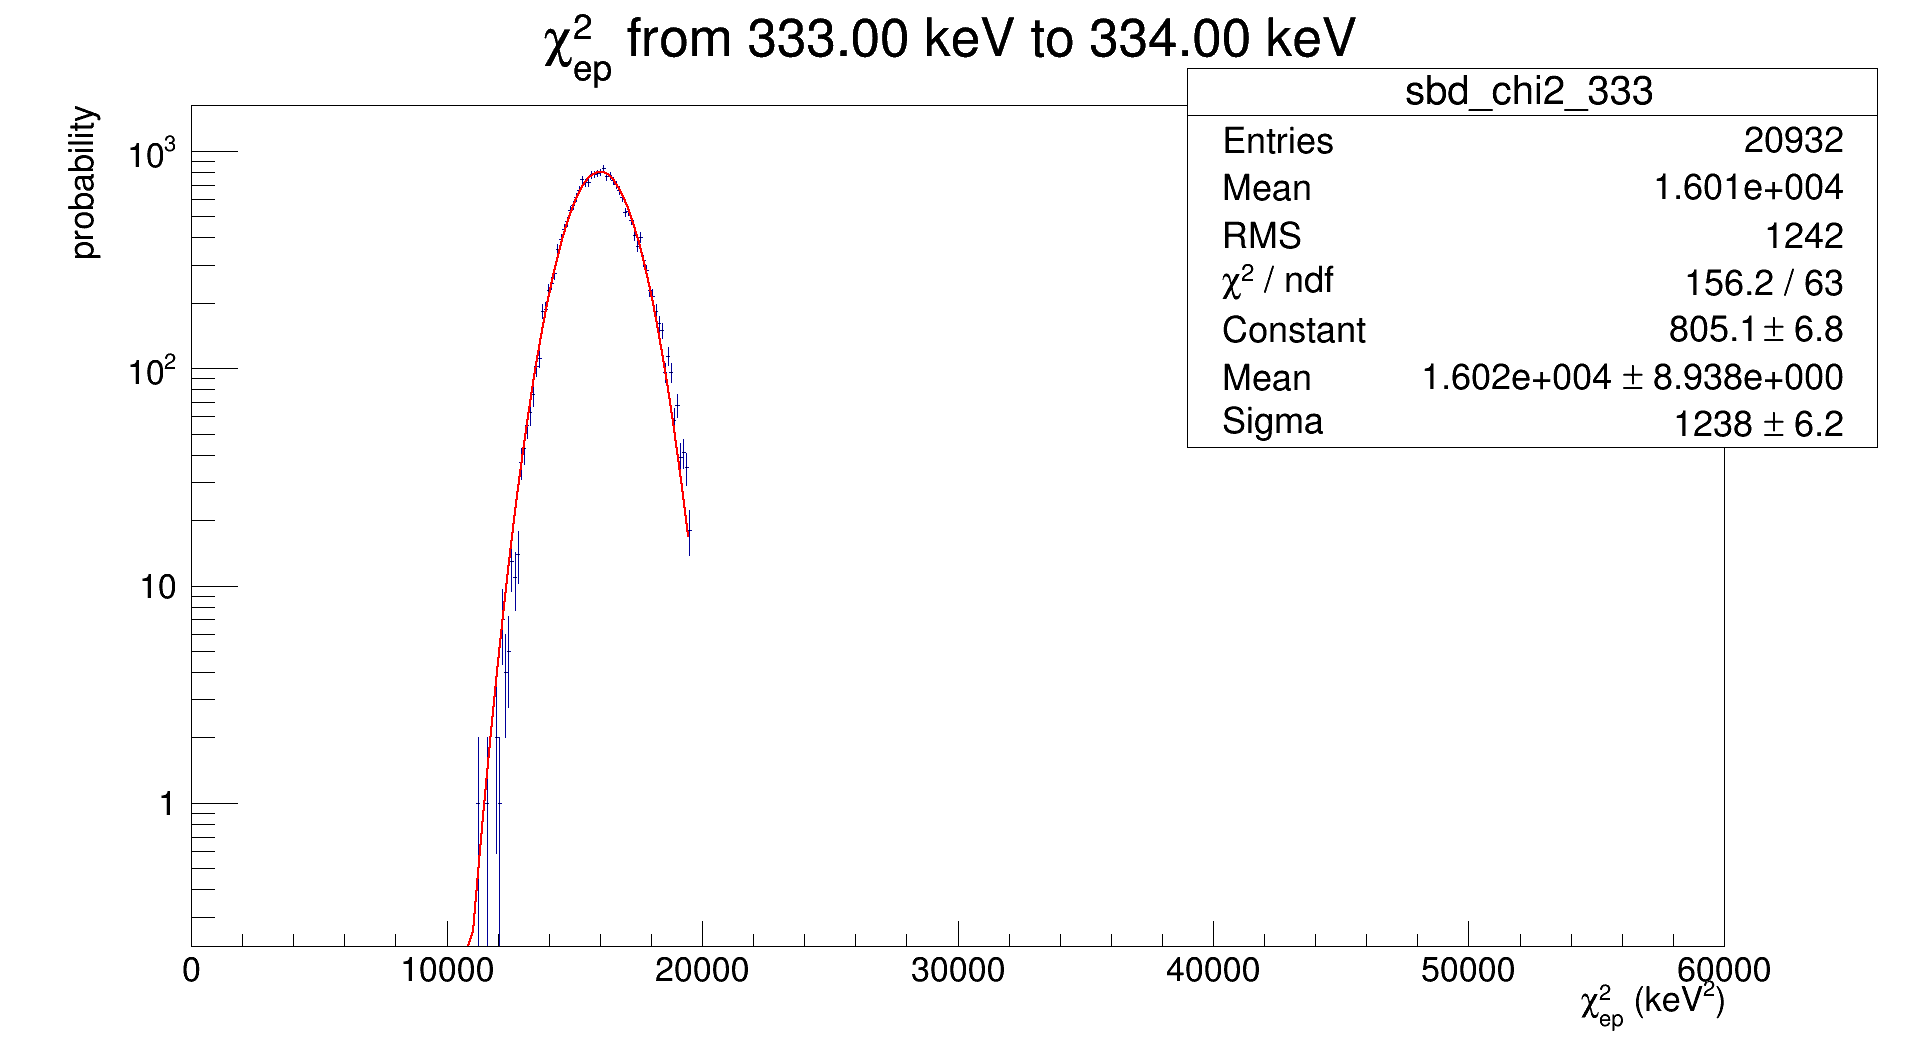 χ²ep from 333.00 keV to 334.00 keV
sbd_chi2_333
Entries 20932
Mean 1.601e+004
RMS 1242
χ² / ndf 156.2 / 63
Constant 805.1 ± 6.8
Mean 1.602e+004 ± 8.938e+000
Sigma 1238 ± 6.2
probability
10³
10²
10
1
0 10000 20000 30000 40000 50000 60000
χ²ep (keV²)